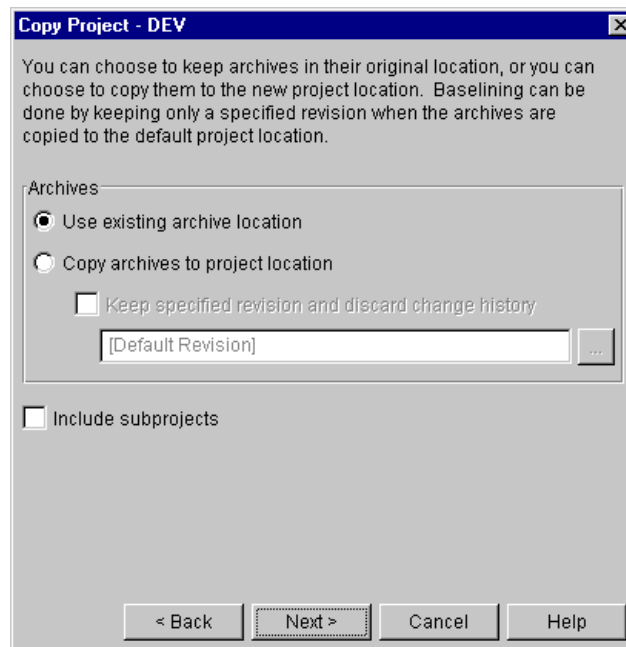 Copy Project - DEV
You can choose to keep archives in their original location, or you can
choose to copy them to the new project location.  Baselining can be
done by keeping only a specified revision when the archives are
copied to the default project location.
Archives
Use existing archive location
Copy archives to project location
Keep specified revision and discard change history
[Default Revision]
...
Include subprojects
< Back
Next >
Cancel
Help